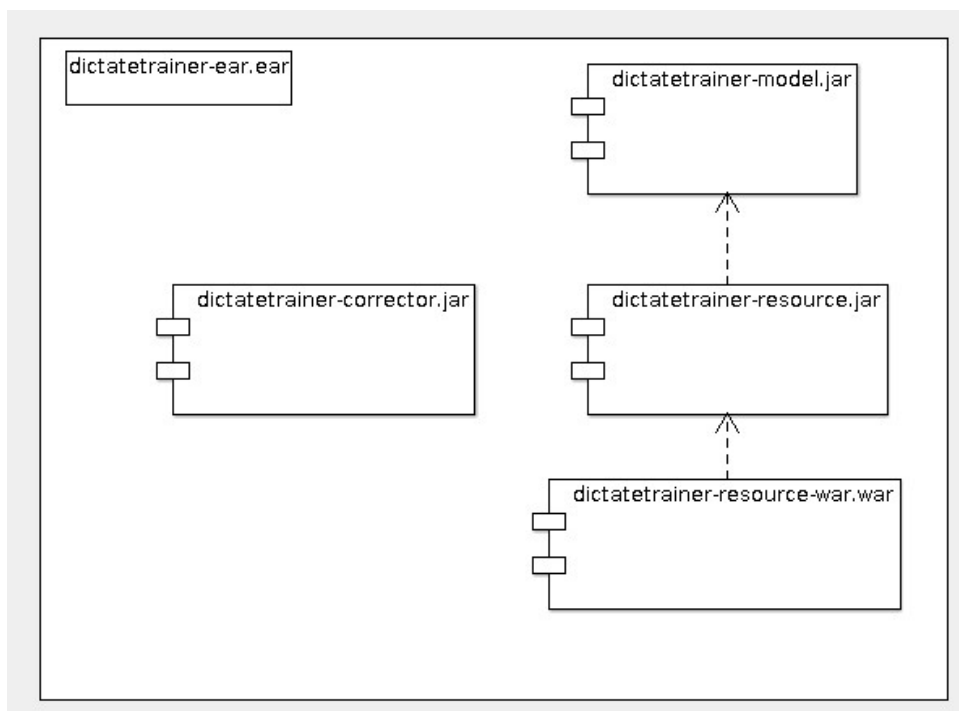 dictatetrainer-ear.ear
dictatetrainer-model.jar
dictatetrainer-corrector.jar
dictatetrainer-resource.jar
dictatetrainer-resource-war.war